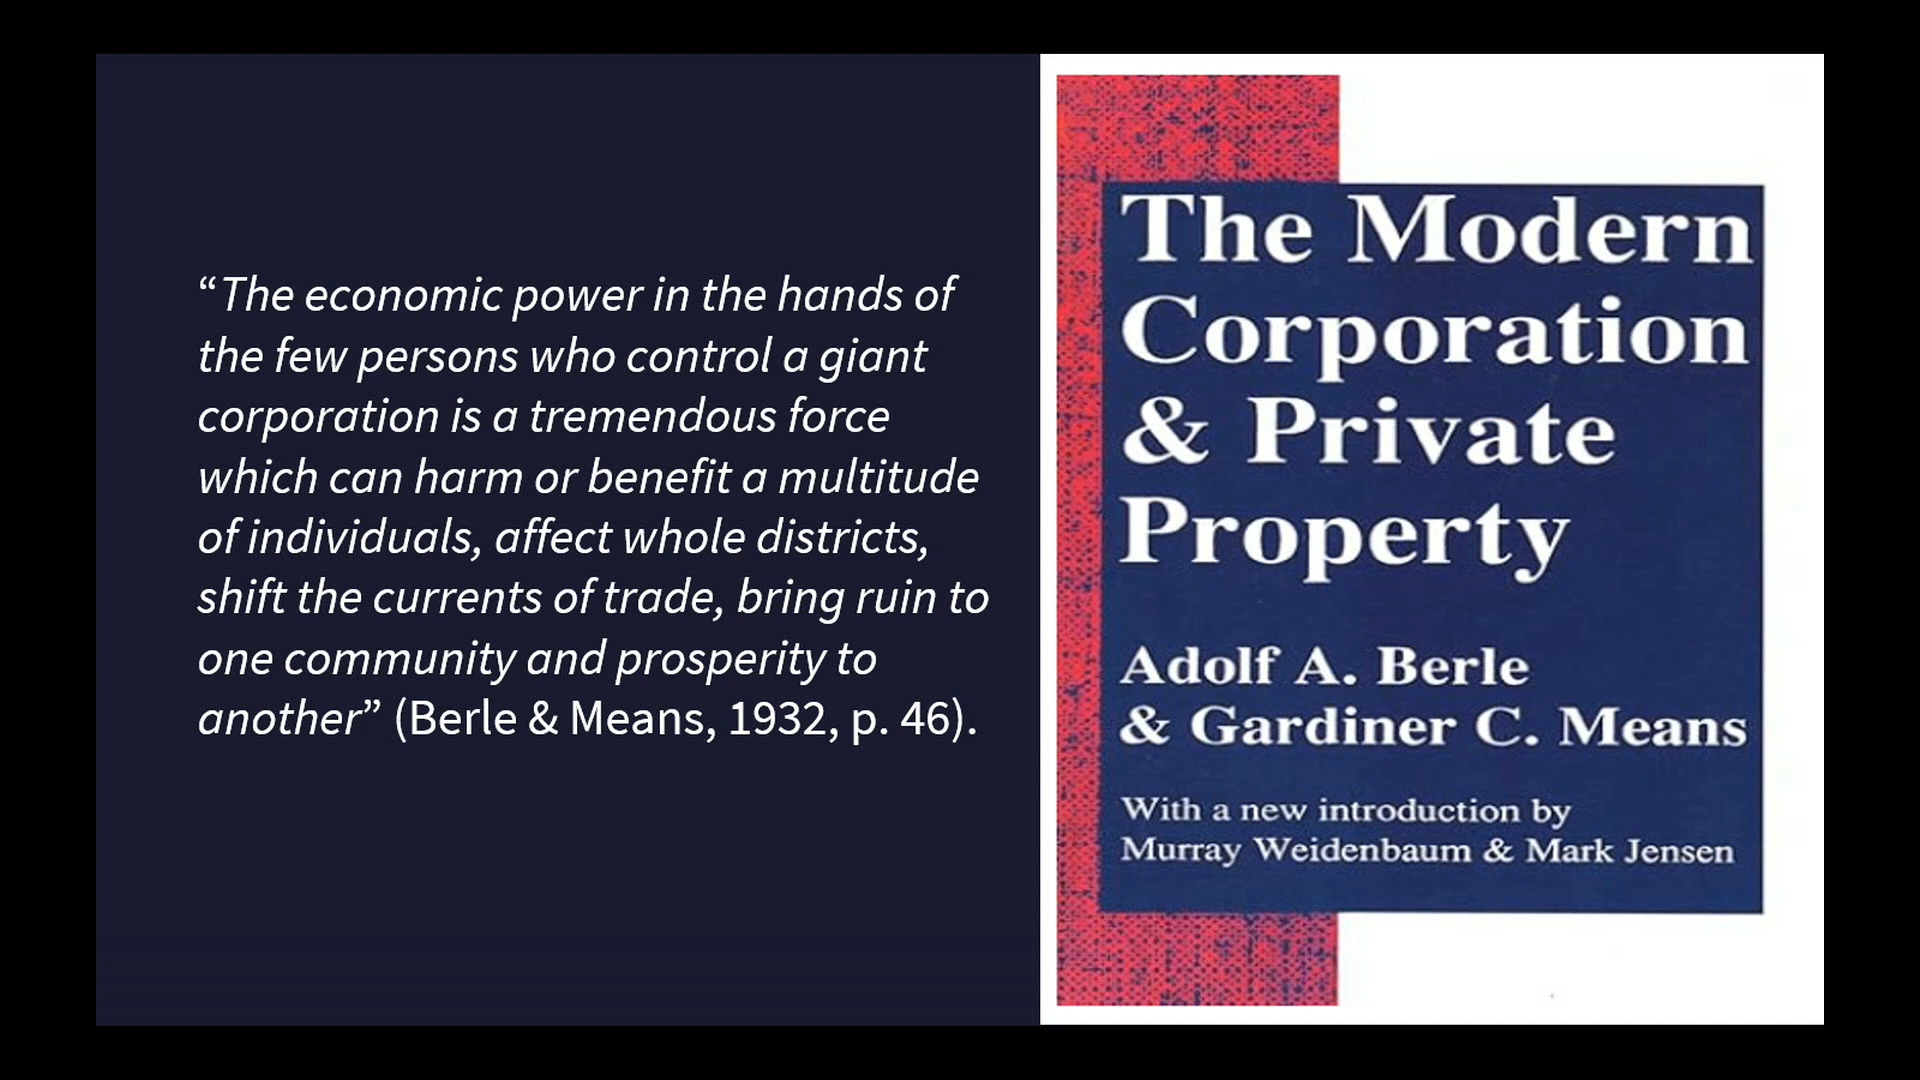 “The economic power in the hands of
the few persons who control a giant
corporation is a tremendous force
which can harm or benefit a multitude
of individuals, affect whole districts,
shift the currents of trade, bring ruin to
one community and prosperity to
another” (Berle & Means, 1932, p. 46).
The Modern
Corporation
& Private
Property
Adolf A. Berle
& Gardiner C. Means
With a new introduction by
Murray Weidenbaum & Mark Jensen